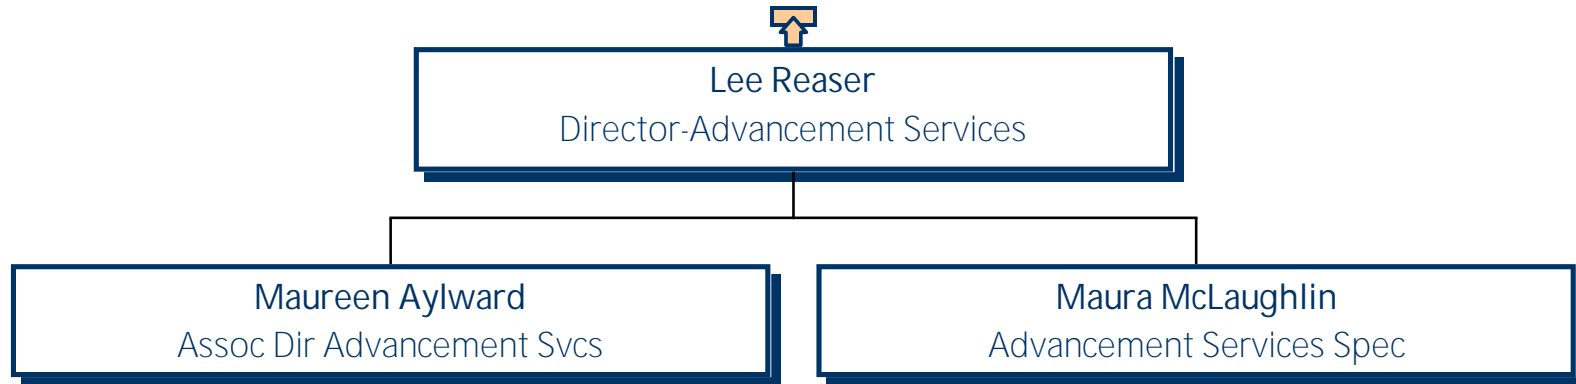 Lee Reaser
Director-Advancement Services
Maureen Aylward
Assoc Dir Advancement Svcs
Maura McLaughlin
Advancement Services Spec